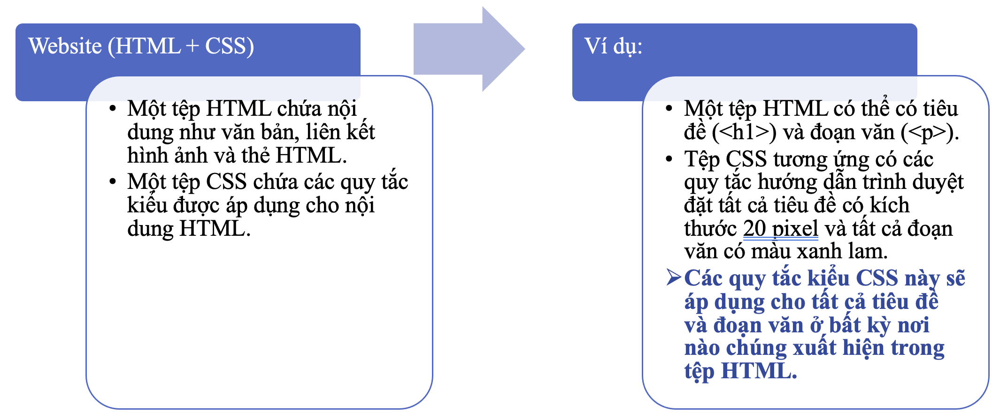 Website (HTML + CSS)
• Một tệp HTML chứa nội
dung như văn bản, liên kết
hình ảnh và thẻ HTML.
• Một tệp CSS chứa các quy tắc
kiểu được áp dụng cho nội
dung HTML.
Ví dụ:
• Một tệp HTML có thể có tiêu
đề (<h1>) và đoạn văn (<p>).
• Tệp CSS tương ứng có các
quy tắc hướng dẫn trình duyệt
đặt tất cả tiêu đề có kích
thước 20 pixel và tất cả đoạn
văn có màu xanh lam.
➢Các quy tắc kiểu CSS này sẽ
áp dụng cho tất cả tiêu đề
và đoạn văn ở bất kỳ nơi
nào chúng xuất hiện trong
tệp HTML.